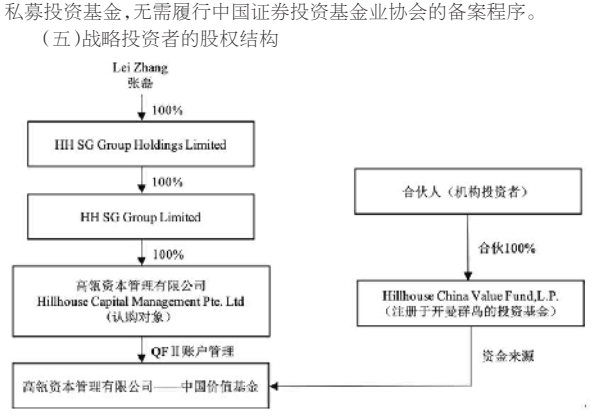 私募投资基金,无需履行中国证券投资基金业协会的备案程序。
(五)战略投资者的股权结构
Lei Zhang
张磊
100%
HH SG Group Holdings Limited
100%
HH SG Group Limited
100%
高瓴资本管理有限公司
Hillhouse Capital Management Pte. Ltd
(认购对象)
QFⅡ账户管理
高瓴资本管理有限公司——中国价值基金
合伙人（机构投资者）
合伙100%
Hillhouse China Value Fund,L.P.
（注册于开曼群岛的投资基金）
资金来源